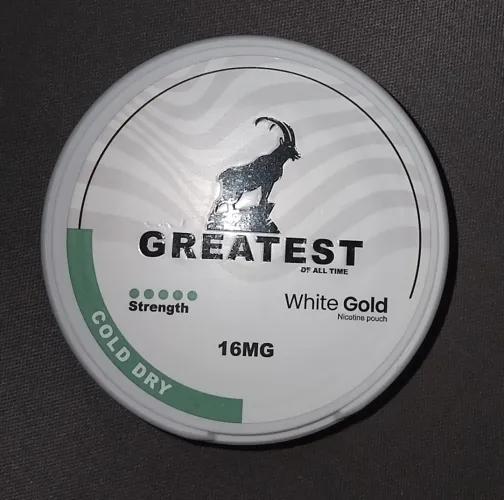 GREATEST
OF ALL TIME
Strength
White Gold
Nicotine pouch
16MG
COLD DRY